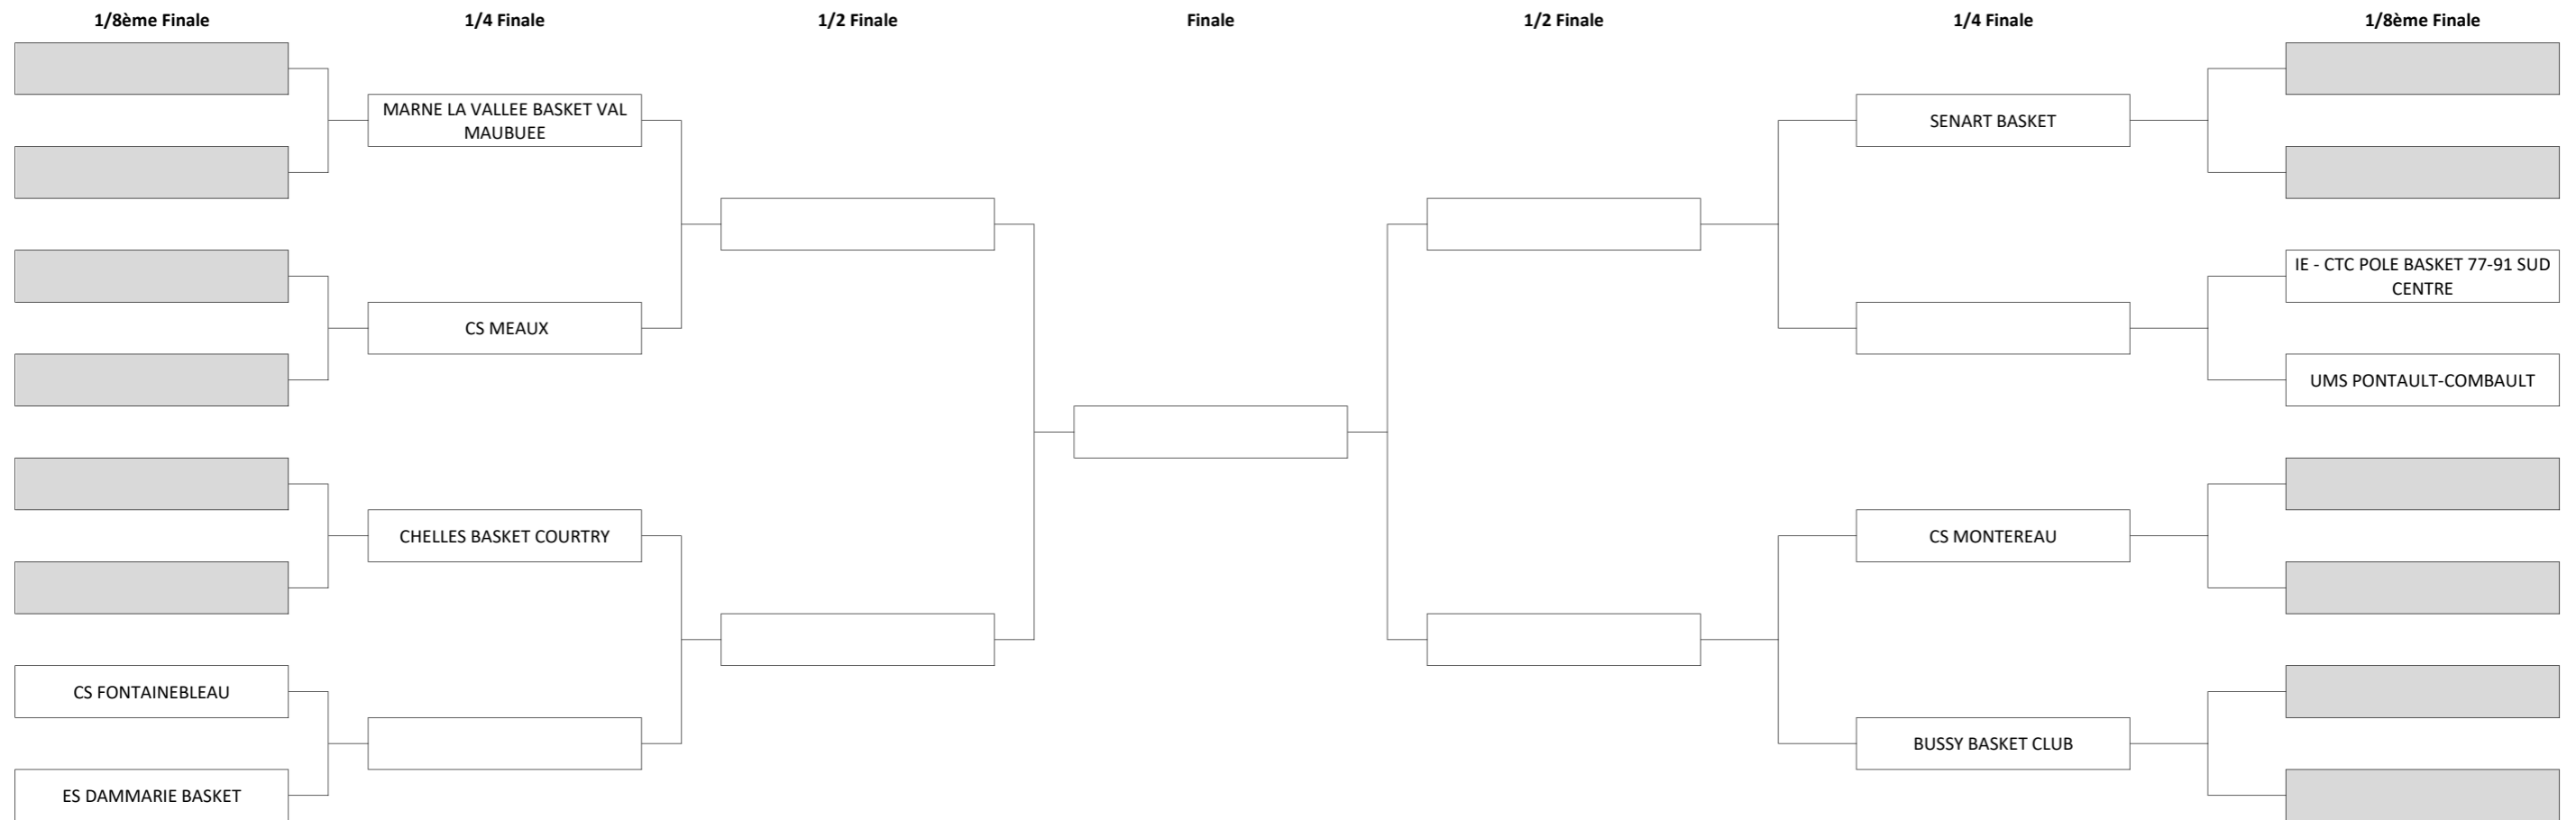 1/8ème Finale
1/4 Finale
1/2 Finale
Finale
1/2 Finale
1/4 Finale
1/8ème Finale
MARNE LA VALLEE BASKET VAL
MAUBUEE
SENART BASKET
IE - CTC POLE BASKET 77-91 SUD
CENTRE
CS MEAUX
UMS PONTAULT-COMBAULT
CHELLES BASKET COURTRY
CS MONTEREAU
CS FONTAINEBLEAU
BUSSY BASKET CLUB
ES DAMMARIE BASKET